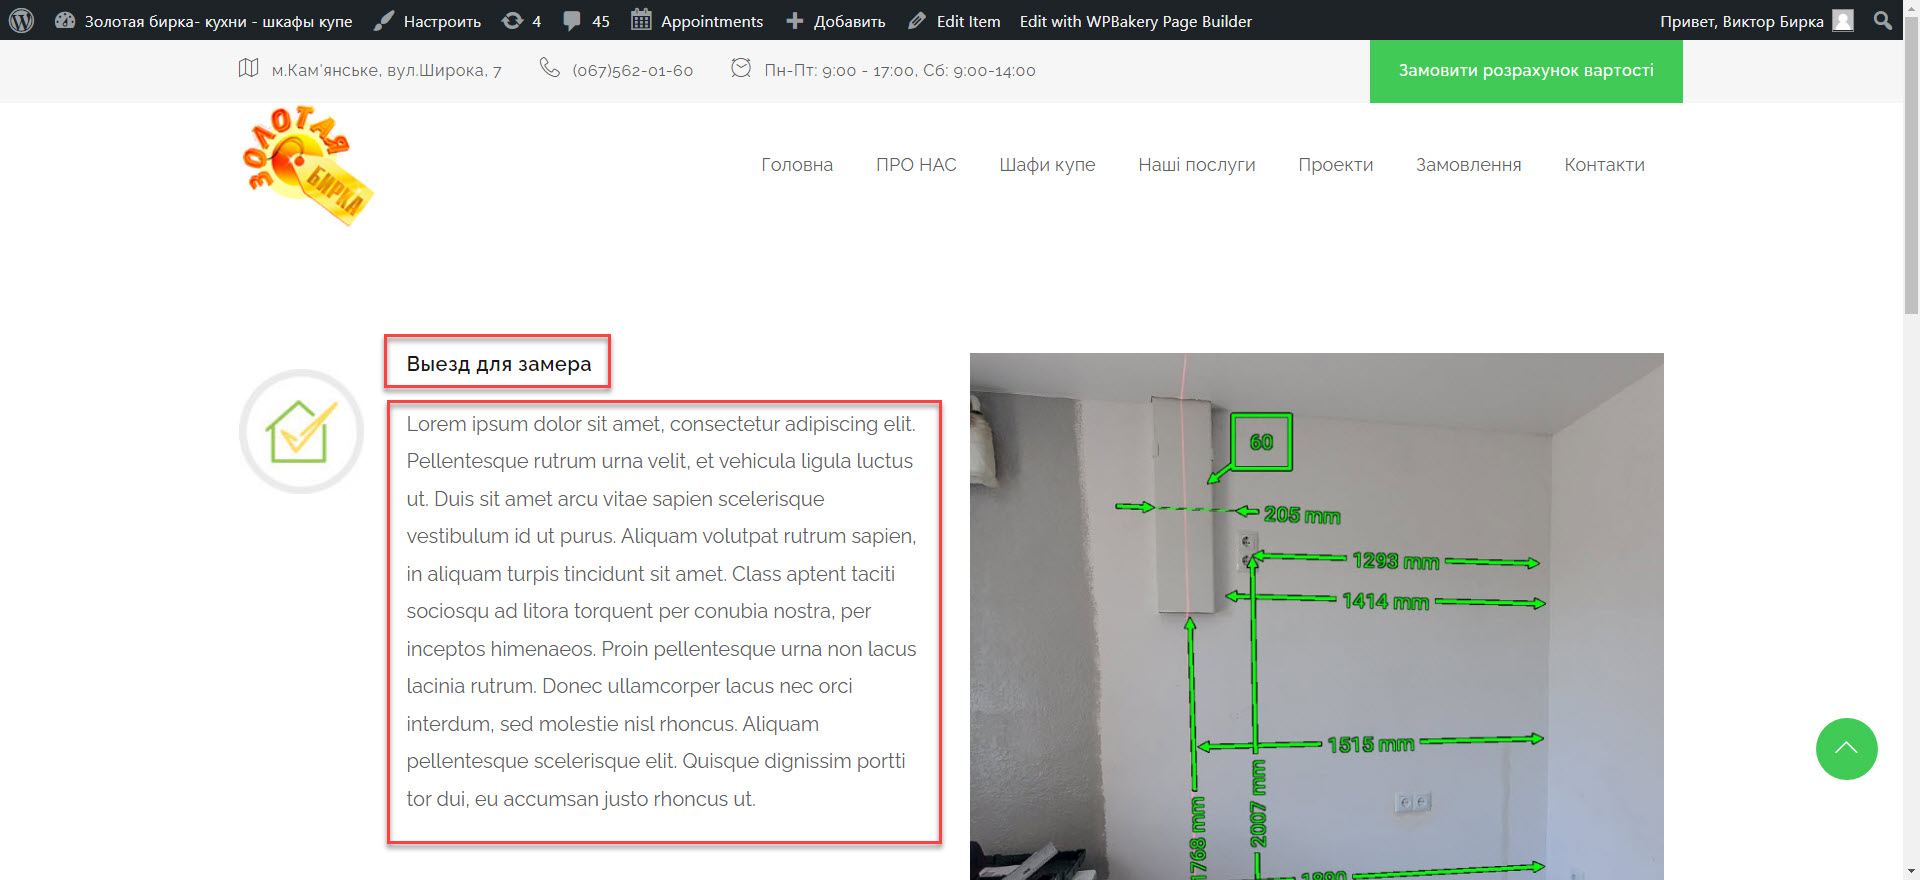 Золотая бирка- кухни - шкафы купе Настроить 4 45 Appointments Добавить Edit Item Edit with WPBakery Page Builder Привет, Виктор Бирка
м.Кам'янське, вул.Широка, 7 (067)562-01-60 Пн-Пт: 9:00 - 17:00, Сб: 9:00-14:00 Замовити розрахунок вартості
ЗОЛОТАЯ
БИРКА
Головна ПРО НАС Шафи купе Наші послуги Проекти Замовлення Контакти
Выезд для замера
Lorem ipsum dolor sit amet, consectetur adipiscing elit.
Pellentesque rutrum urna velit, et vehicula ligula luctus
ut. Duis sit amet arcu vitae sapien scelerisque
vestibulum id ut purus. Aliquam volutpat rutrum sapien,
in aliquam turpis tincidunt sit amet. Class aptent taciti
sociosqu ad litora torquent per conubia nostra, per
inceptos himenaeos. Proin pellentesque urna non lacus
lacinia rutrum. Donec ullamcorper lacus nec orci
interdum, sed molestie nisl rhoncus. Aliquam
pellentesque scelerisque elit. Quisque dignissim portti
tor dui, eu accumsan justo rhoncus ut.
60
205 mm
1293 mm
1414 mm
1515 mm
2007 mm
1768 mm